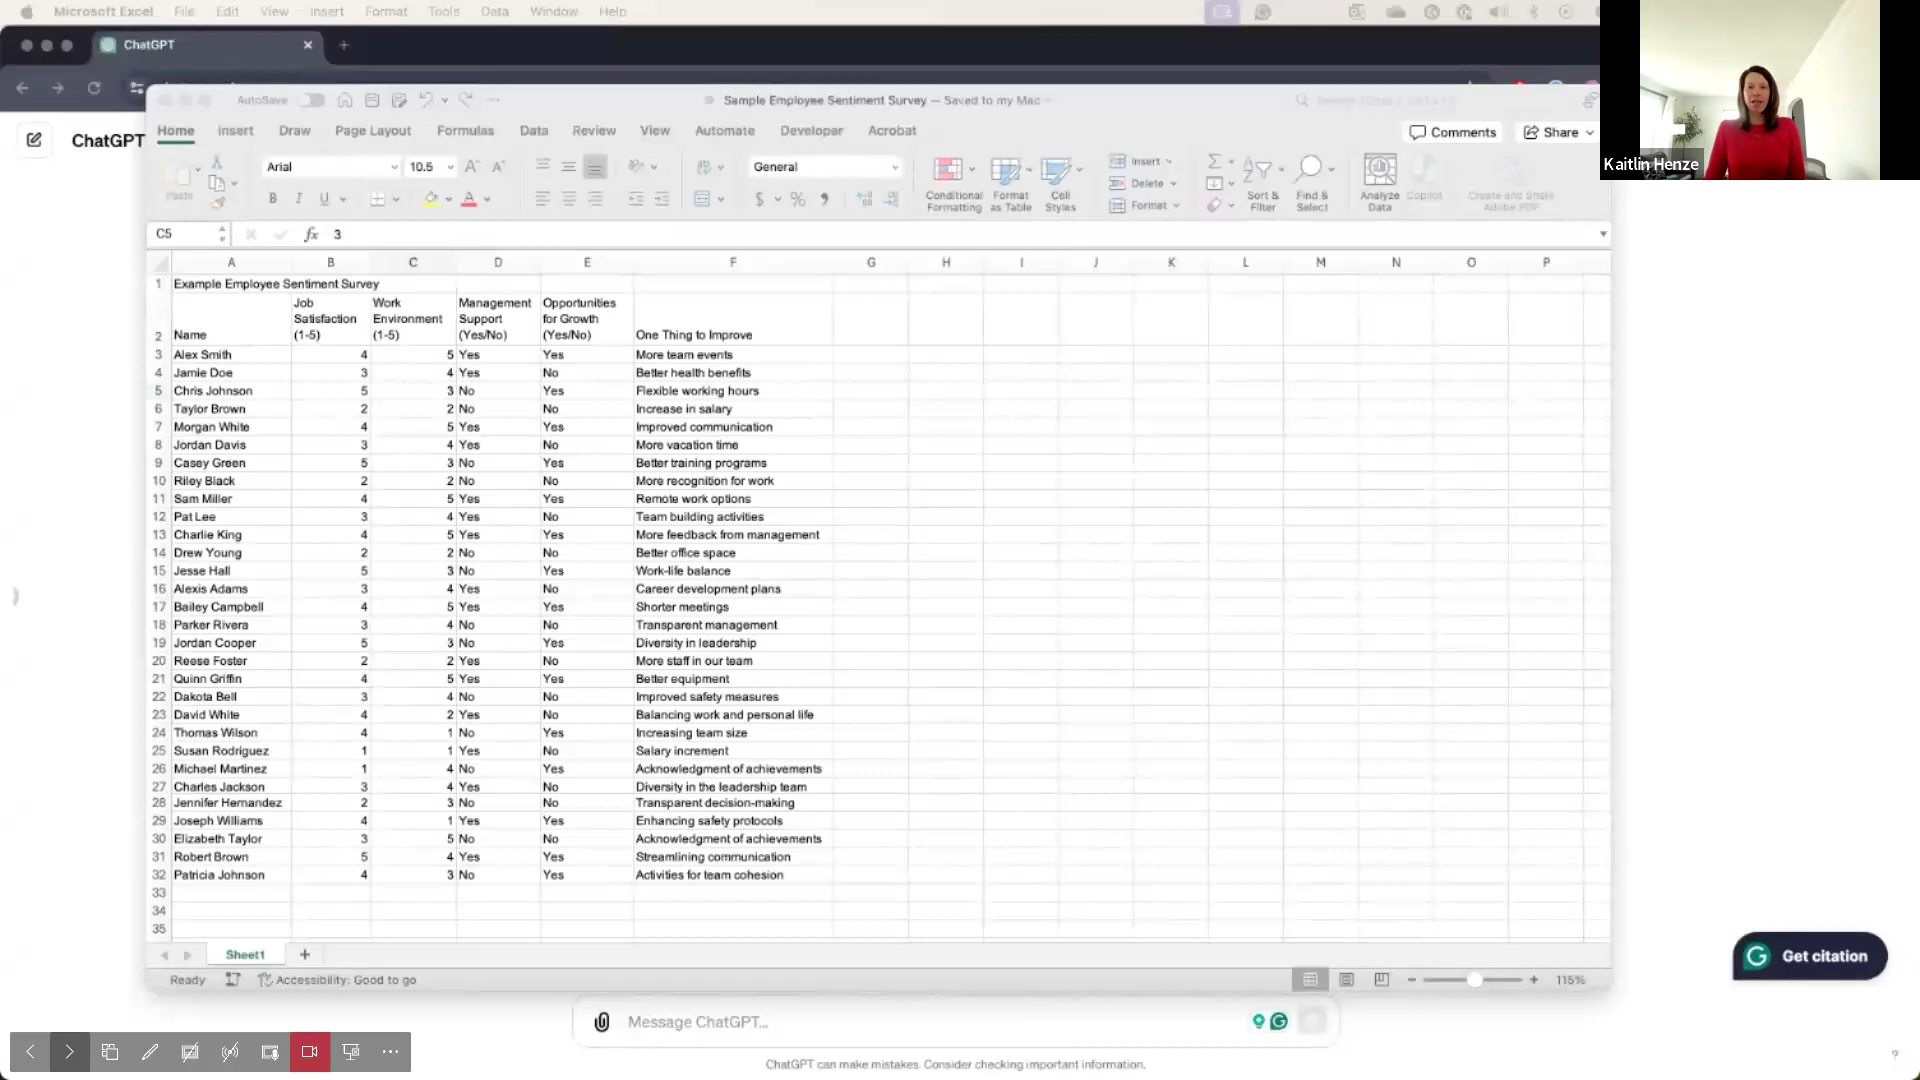 Microsoft Excel File Edit View Insert Format Tools Data Window Help
ChatGPT
ChatGPT
AutoSave
Sample Employee Sentiment Survey — Saved to my Mac
Home Insert Draw Page Layout Formulas Data Review View Automate Developer Acrobat
Comments Share
Kaitlin Henze
Paste
Arial 10.5
B I U
General
Conditional Formatting
Format as Table
Cell Styles
Insert
Delete
Format
Sort & Filter
Find & Select
Analyze Data
Copilot
Create and Share Adobe PDF
C5 fx 3
A B C D E F G H I J K L M N O P
1 Example Employee Sentiment Survey
2 Name Job Satisfaction (1-5) Work Environment (1-5) Management Support (Yes/No) Opportunities for Growth (Yes/No) One Thing to Improve
3 Alex Smith 4 5 Yes Yes More team events
4 Jamie Doe 3 4 Yes No Better health benefits
5 Chris Johnson 5 3 No Yes Flexible working hours
6 Taylor Brown 2 2 No No Increase in salary
7 Morgan White 4 5 Yes Yes Improved communication
8 Jordan Davis 3 4 Yes No More vacation time
9 Casey Green 5 3 No Yes Better training programs
10 Riley Black 2 2 No No More recognition for work
11 Sam Miller 4 5 Yes Yes Remote work options
12 Pat Lee 3 4 Yes No Team building activities
13 Charlie King 4 5 Yes Yes More feedback from management
14 Drew Young 2 2 No No Better office space
15 Jesse Hall 5 3 No Yes Work-life balance
16 Alexis Adams 3 4 Yes No Career development plans
17 Bailey Campbell 4 5 Yes Yes Shorter meetings
18 Parker Rivera 3 4 No No Transparent management
19 Jordan Cooper 5 3 No Yes Diversity in leadership
20 Reese Foster 2 2 Yes No More staff in our team
21 Quinn Griffin 4 5 Yes Yes Better equipment
22 Dakota Bell 3 4 No No Improved safety measures
23 David White 4 2 Yes No Balancing work and personal life
24 Thomas Wilson 4 1 No Yes Increasing team size
25 Susan Rodriguez 1 1 Yes No Salary increment
26 Michael Martinez 1 4 No Yes Acknowledgment of achievements
27 Charles Jackson 3 4 Yes No Diversity in the leadership team
28 Jennifer Hernandez 2 3 No No Transparent decision-making
29 Joseph Williams 4 1 Yes Yes Enhancing safety protocols
30 Elizabeth Taylor 3 5 No No Acknowledgment of achievements
31 Robert Brown 5 4 Yes Yes Streamlining communication
32 Patricia Johnson 4 3 No Yes Activities for team cohesion
33
34
35
Sheet1
Get citation
Ready Accessibility: Good to go 115%
Message ChatGPT...
ChatGPT can make mistakes. Consider checking important information.
?